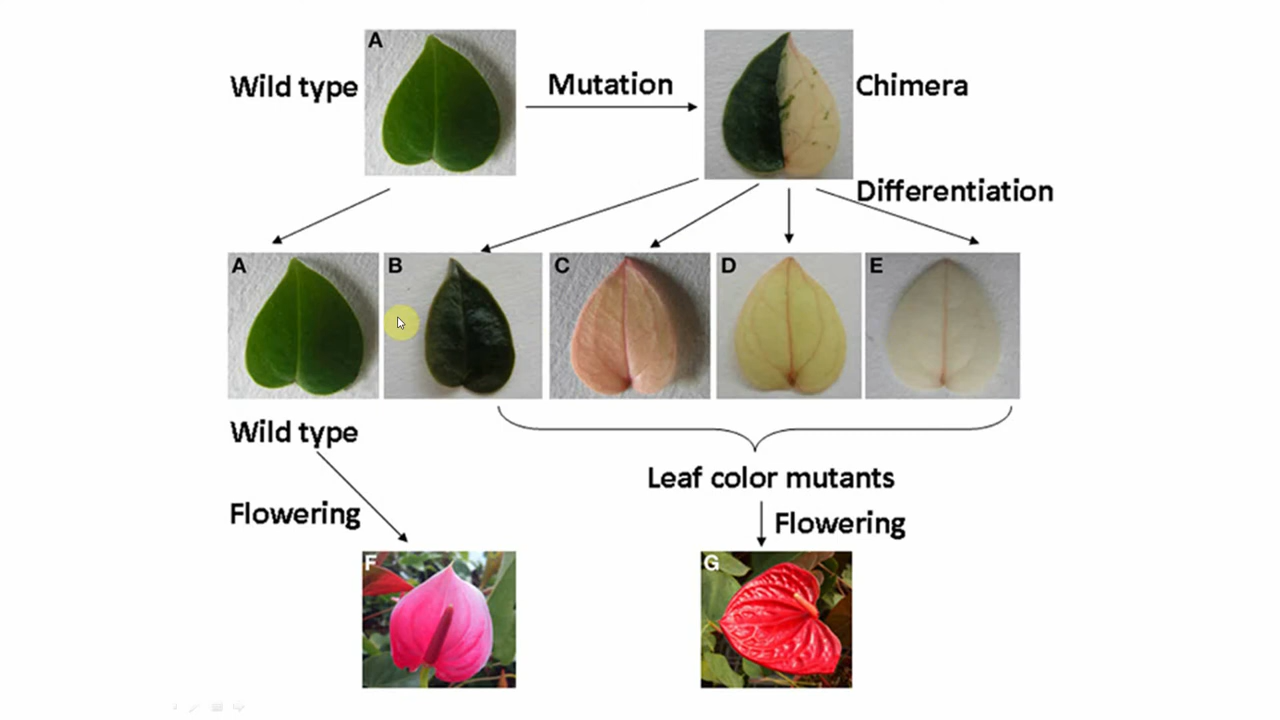 A
Wild type
Mutation
Chimera
Differentiation
A
B
C
D
E
Wild type
Leaf color mutants
Flowering
Flowering
F
G